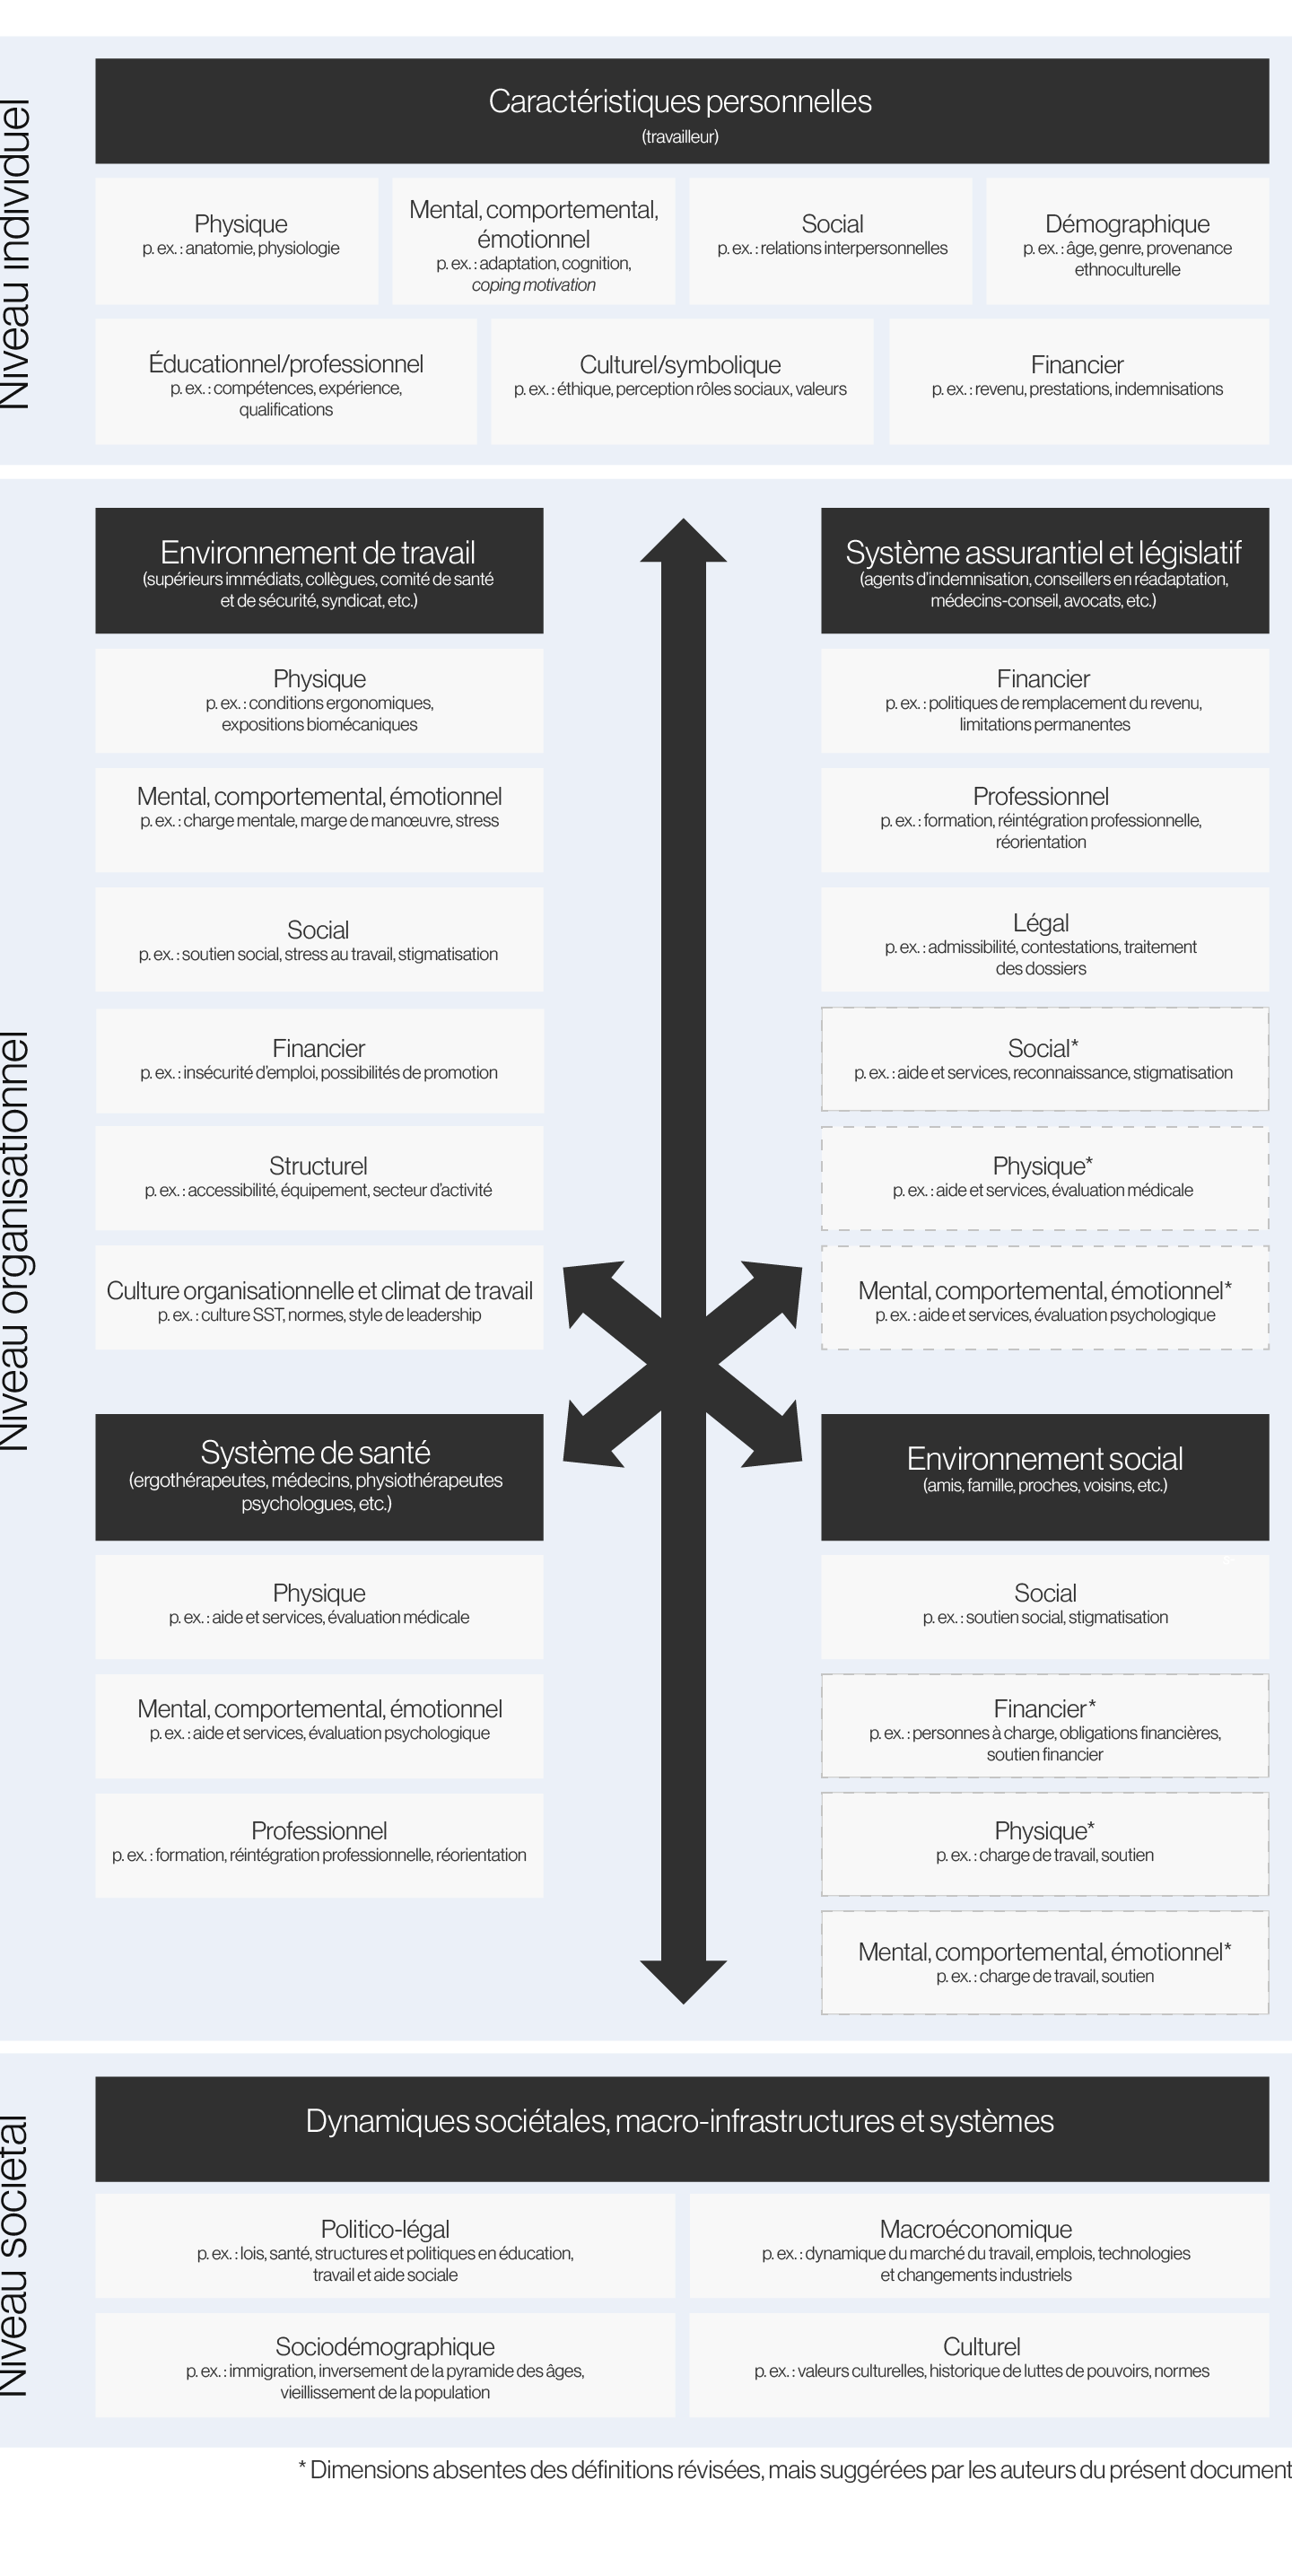 Niveau individuel
Caractéristiques personnelles
(travailleur)
Physique
p. ex. : anatomie, physiologie
Mental, comportemental,
émotionnel
p. ex. : adaptation, cognition,
coping motivation
Social
p. ex. : relations interpersonnelles
Démographique
p. ex. : âge, genre, provenance
ethnoculturelle
Éducationnel/professionnel
p. ex. : compétences, expérience,
qualifications
Culturel/symbolique
p. ex. : éthique, perception rôles sociaux, valeurs
Financier
p. ex. : revenu, prestations, indemnisations
Niveau organisationnel
Environnement de travail
(supérieurs immédiats, collègues, comité de santé
et de sécurité, syndicat, etc.)
Physique
p. ex. : conditions ergonomiques,
expositions biomécaniques
Mental, comportemental, émotionnel
p. ex. : charge mentale, marge de manœuvre, stress
Social
p. ex. : soutien social, stress au travail, stigmatisation
Financier
p. ex. : insécurité d'emploi, possibilités de promotion
Structurel
p. ex. : accessibilité, équipement, secteur d'activité
Culture organisationnelle et climat de travail
p. ex. : culture SST, normes, style de leadership
Système assurantiel et législatif
(agents d'indemnisation, conseillers en réadaptation,
médecins-conseil, avocats, etc.)
Financier
p. ex. : politiques de remplacement du revenu,
limitations permanentes
Professionnel
p. ex. : formation, réintégration professionnelle,
réorientation
Légal
p. ex. : admissibilité, contestations, traitement
des dossiers
Social*
p. ex. : aide et services, reconnaissance, stigmatisation
Physique*
p. ex. : aide et services, évaluation médicale
Mental, comportemental, émotionnel*
p. ex. : aide et services, évaluation psychologique
Système de santé
(ergothérapeutes, médecins, physiothérapeutes
psychologues, etc.)
Physique
p. ex. : aide et services, évaluation médicale
Mental, comportemental, émotionnel
p. ex. : aide et services, évaluation psychologique
Professionnel
p. ex. : formation, réintégration professionnelle, réorientation
Environnement social
(amis, famille, proches, voisins, etc.)
Social
p. ex. : soutien social, stigmatisation
Financier*
p. ex. : personnes à charge, obligations financières,
soutien financier
Physique*
p. ex. : charge de travail, soutien
Mental, comportemental, émotionnel*
p. ex. : charge de travail, soutien
Niveau sociétal
Dynamiques sociétales, macro-infrastructures et systèmes
Politico-légal
p. ex. : lois, santé, structures et politiques en éducation,
travail et aide sociale
Macroéconomique
p. ex. : dynamique du marché du travail, emplois, technologies
et changements industriels
Sociodémographique
p. ex. : immigration, inversement de la pyramide des âges,
vieillissement de la population
Culturel
p. ex. : valeurs culturelles, historique de luttes de pouvoirs, normes
* Dimensions absentes des définitions révisées, mais suggérées par les auteurs du présent document